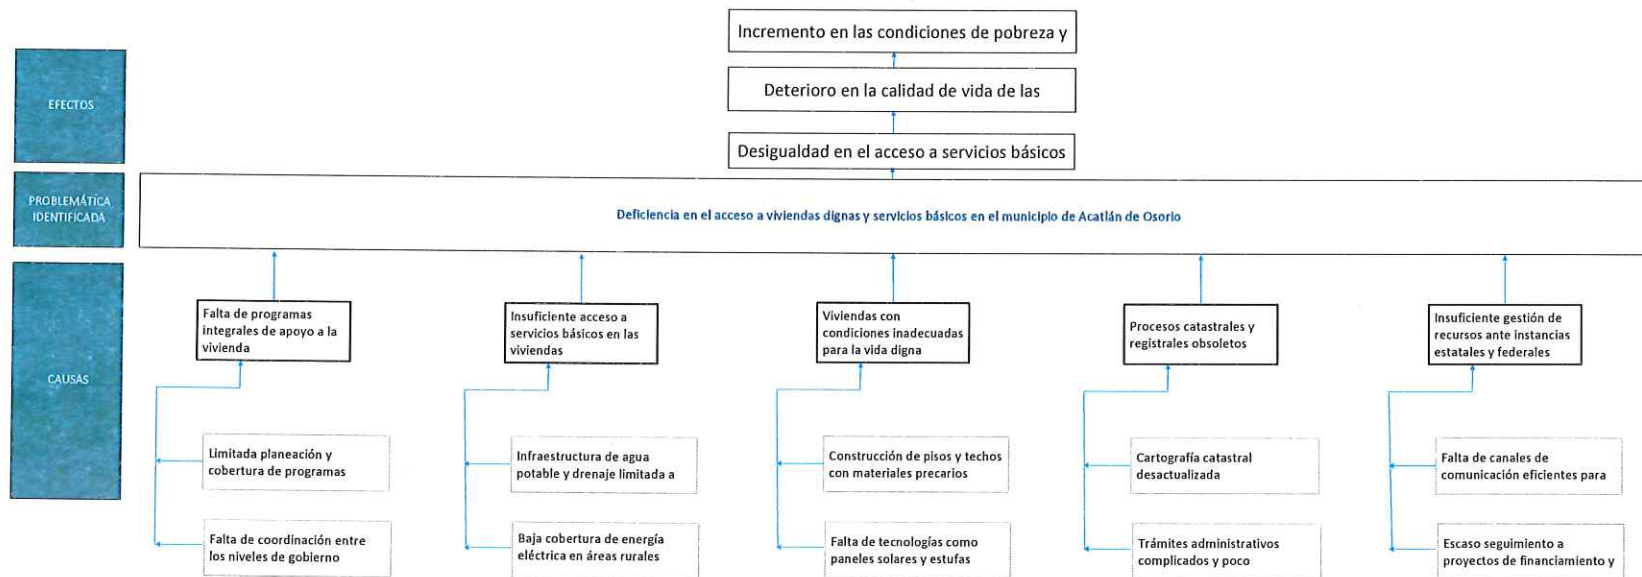 Incremento en las condiciones de pobreza y
EFECTOS
Deterioro en la calidad de vida de las
Desigualdad en el acceso a servicios básicos
PROBLEMÁTICA
IDENTIFICADA
Deficiencia en el acceso a viviendas dignas y servicios básicos en el municipio de Acatlán de Osorio
CAUSAS
Falta de programas
integrales de apoyo a la
vivienda
Limitada planeación y
cobertura de programas
Falta de coordinación entre
los niveles de gobierno
Insuficiente acceso a
servicios básicos en las
viviendas
Infraestructura de agua
potable y drenaje limitada a
Baja cobertura de energía
eléctrica en áreas rurales
Viviendas con
condiciones inadecuadas
para la vida digna
Construcción de pisos y techos
con materiales precarios
Falta de tecnologías como
paneles solares y estufas
Procesos catastrales y
registrales obsoletos
Cartografía catastral
desactualizada
Trámites administrativos
complicados y poco
Insuficiente gestión de
recursos ante instancias
estatales y federales
Falta de canales de
comunicación eficientes para
Escaso seguimiento a
proyectos de financiamiento y